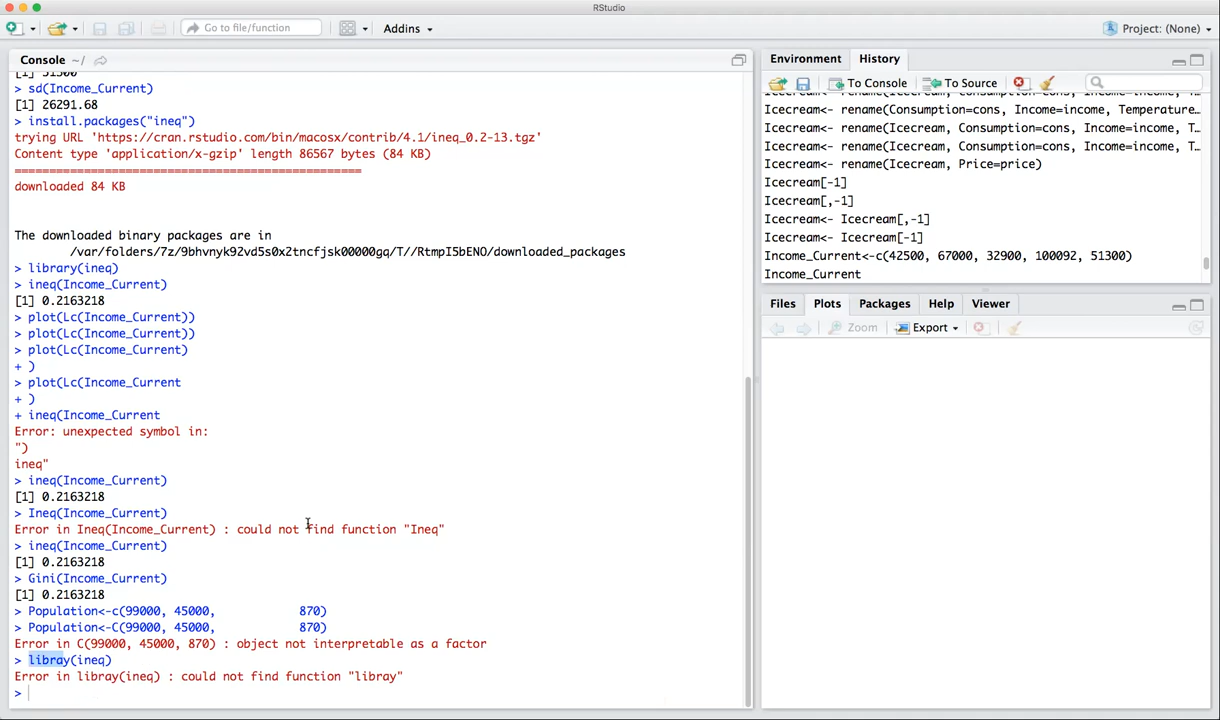 RStudio
Go to file/function
Addins
Project: (None)
Console ~/
[1] 51300
> sd(Income_Current)
[1] 26291.68
> install.packages("ineq")
trying URL 'https://cran.rstudio.com/bin/macosx/contrib/4.1/ineq_0.2-13.tgz'
Content type 'application/x-gzip' length 86567 bytes (84 KB)
==================================================
downloaded 84 KB
The downloaded binary packages are in
/var/folders/7z/9bhvnyk92vd5s0x2tncfjsk00000gq/T//RtmpI5bENO/downloaded_packages
> library(ineq)
> ineq(Income_Current)
[1] 0.2163218
> plot(Lc(Income_Current))
> plot(Lc(Income_Current))
> plot(Lc(Income_Current)
+ )
> plot(Lc(Income_Current
+ )
+ ineq(Income_Current
Error: unexpected symbol in:
")
ineq"
> ineq(Income_Current)
[1] 0.2163218
> Ineq(Income_Current)
Error in Ineq(Income_Current) : could not find function "Ineq"
> ineq(Income_Current)
[1] 0.2163218
> Gini(Income_Current)
[1] 0.2163218
> Population<-c(99000, 45000,             870)
> Population<-C(99000, 45000,             870)
Error in C(99000, 45000, 870) : object not interpretable as a factor
> libray(ineq)
Error in libray(ineq) : could not find function "libray"
>
Environment History
To Console To Source
Icecream<- rename(Icecream, Consumption=cons, Income=income, T…
Icecream<- rename(Consumption=cons, Income=income, Temperature…
Icecream<- rename(Icecream, Consumption=cons, Income=income, T…
Icecream<- rename(Icecream, Consumption=cons, Income=income, T…
Icecream<- rename(Icecream, Price=price)
Icecream[-1]
Icecream[,-1]
Icecream<- Icecream[,-1]
Icecream<- Icecream[-1]
Income_Current<-c(42500, 67000, 32900, 100092, 51300)
Income_Current
Files Plots Packages Help Viewer
Zoom Export